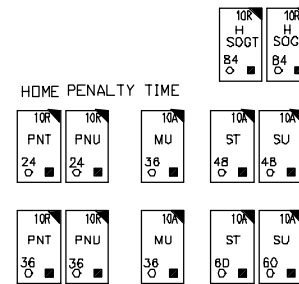 10R 10R
H H
SOGT SOG
84 84
HOME PENALTY TIME
10R 10R 10A 10A 10A
PNT PNU MU ST SU
24 24 36 48 48
10R 10R 10A 10A 10A
PNT PNU MU ST SU
36 36 36 60 60